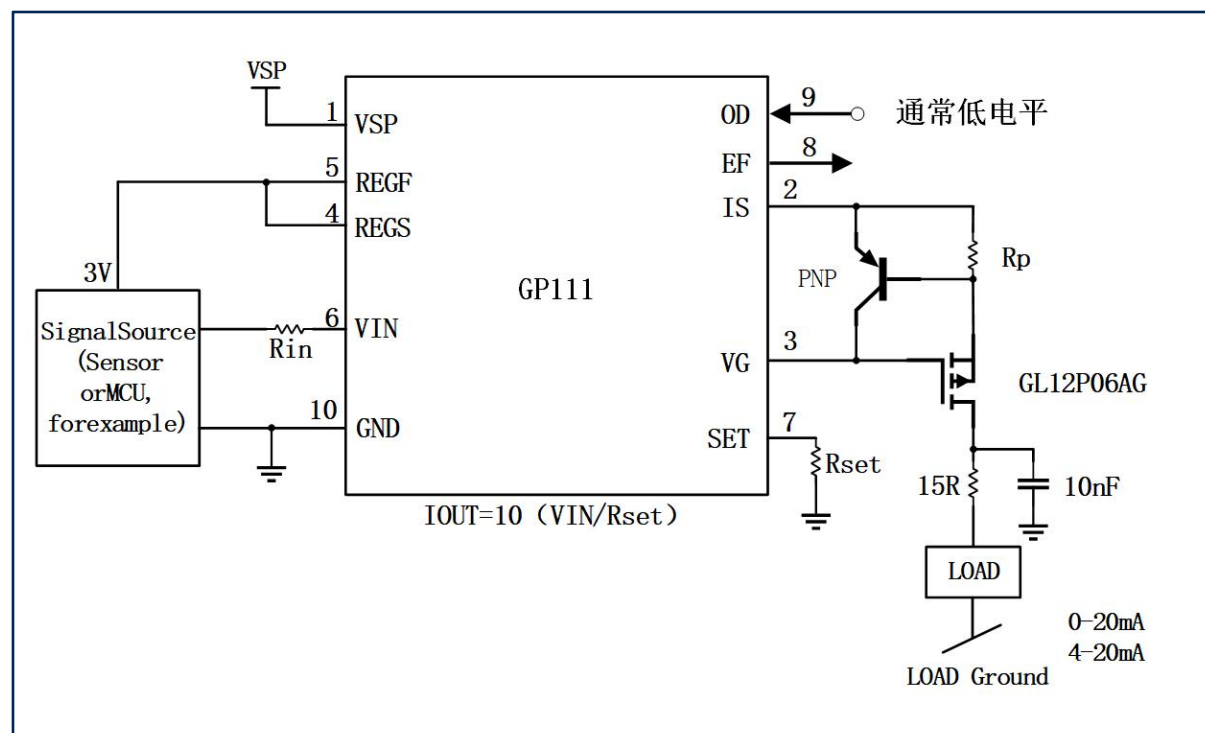 VSP
1
VSP
5
REGF
4
REGS
3V
SignalSource
(Sensor
orMCU,
forexample)
Rin
6
VIN
10
GND
GP111
OD
9
通常低电平
EF
8
IS
2
Rp
PNP
VG
3
GL12P06AG
SET
7
Rset
15R
10nF
IOUT=10（VIN/Rset）
LOAD
0-20mA
4-20mA
LOAD Ground